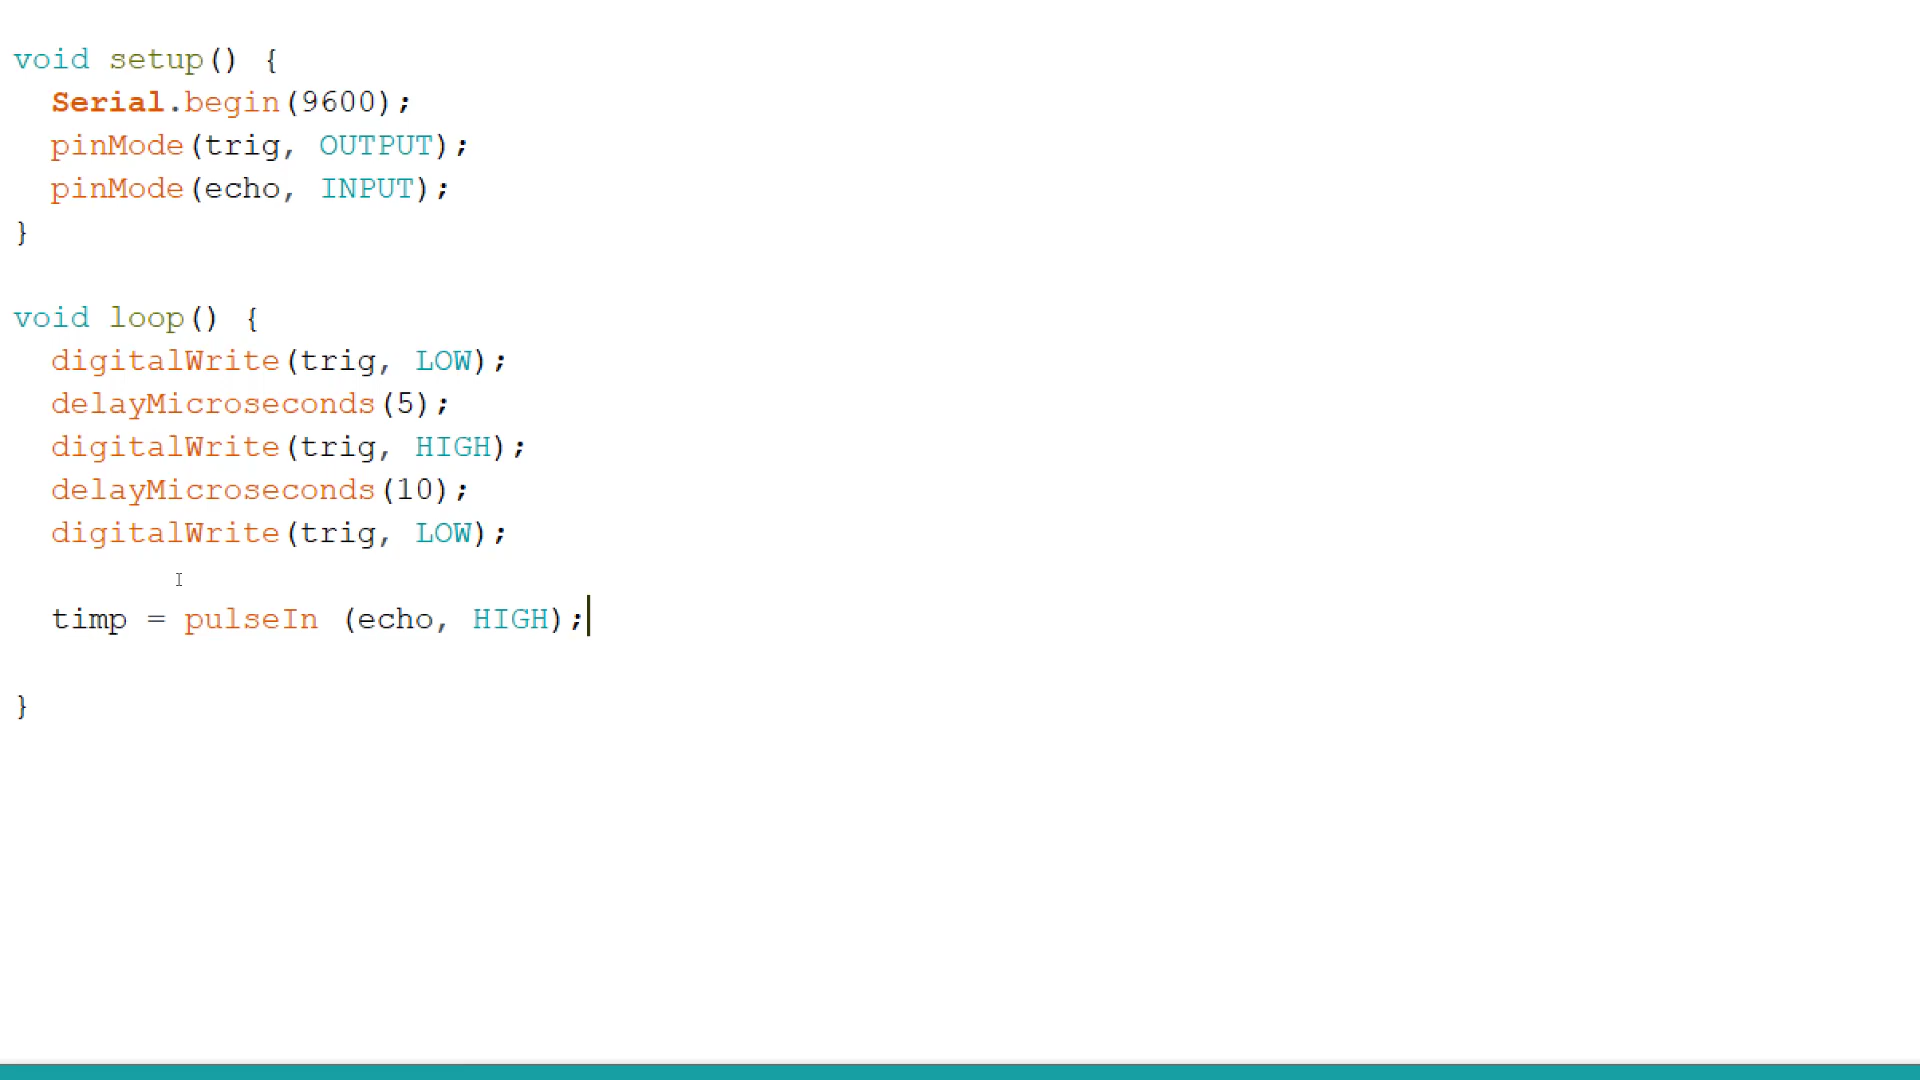 void setup() {
  Serial.begin(9600);
  pinMode(trig, OUTPUT);
  pinMode(echo, INPUT);
}

void loop() {
  digitalWrite(trig, LOW);
  delayMicroseconds(5);
  digitalWrite(trig, HIGH);
  delayMicroseconds(10);
  digitalWrite(trig, LOW);

  timp = pulseIn (echo, HIGH);

}